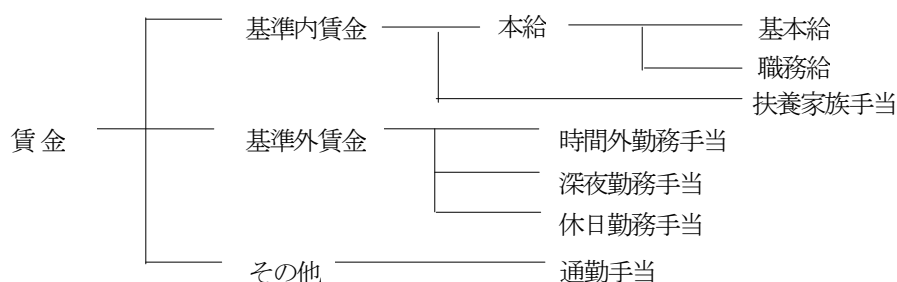 基準内賃金 本給 基本給
職務給
扶養家族手当
賃金 基準外賃金 時間外勤務手当
深夜勤務手当
休日勤務手当
その他 通勤手当